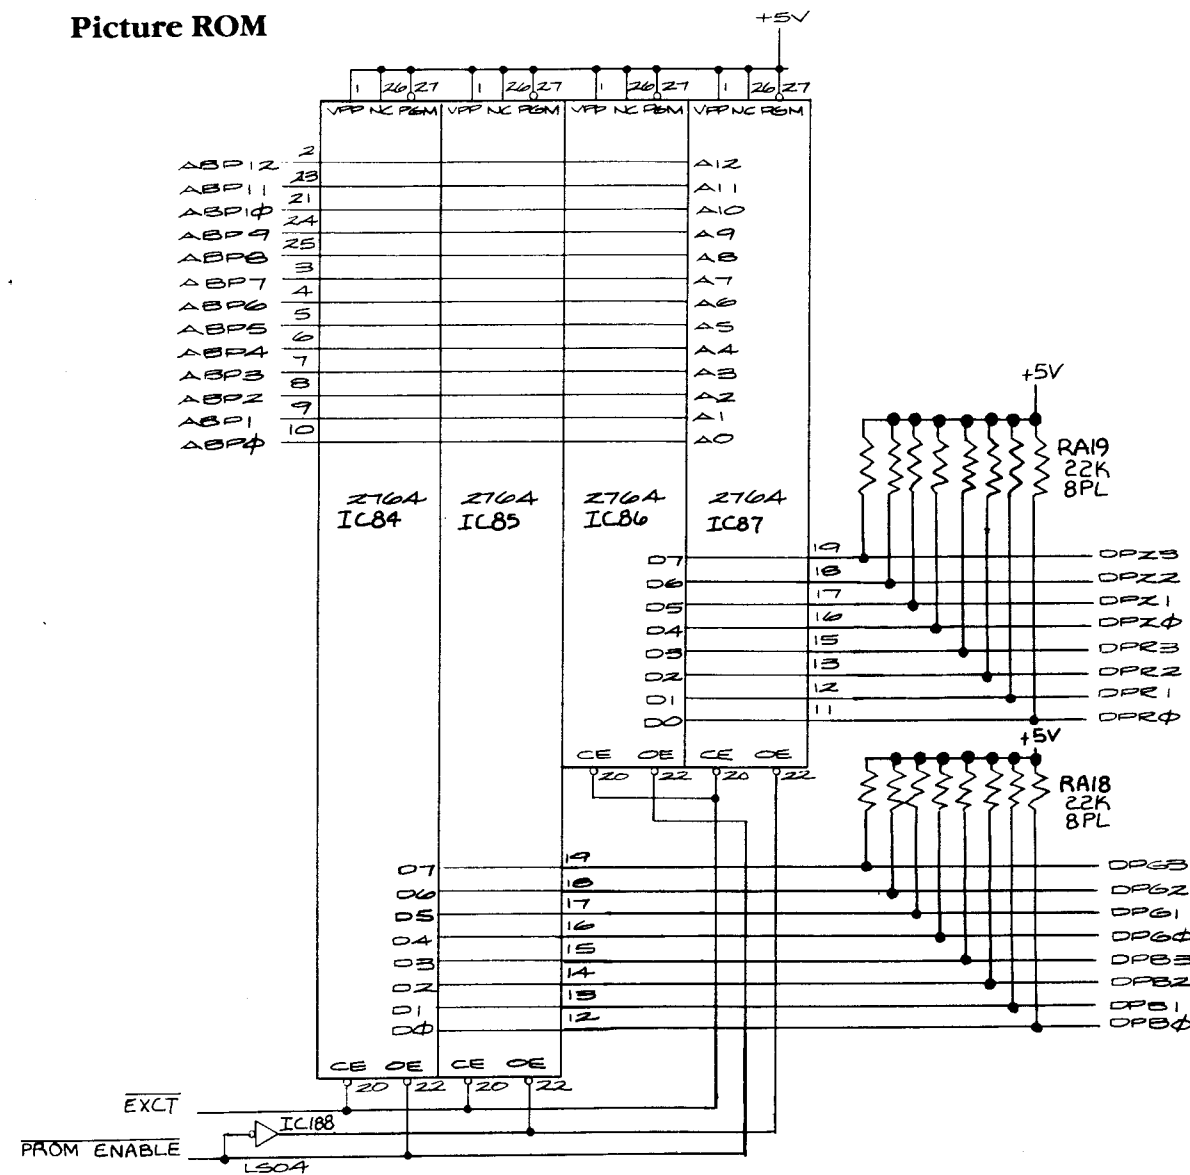 Picture ROM
+5V
1 26 27 1 26 27 1 26 27 1 26 27
VPP NC PGM VPP NC PGM VPP NC PGM VPP NC PGM
ABP12 2 A12
ABP11 23 A11
ABP1φ 21 A10
ABP9 24 A9
ABP8 25 A8
ABP7 3 A7
ABP6 4 A6
ABP5 5 A5
ABP4 6 A4
ABP3 7 A3
ABP2 8 A2
ABP1 9 A1
ABPφ 10 A0
+5V
RA19
22K
8PL
2764 2764 2764 2764
IC84 IC85 IC86 IC87
D7 19 DPZ3
D6 18 DPZ2
D5 17 DPZ1
D4 16 DPZφ
D3 15 DPR3
D2 13 DPR2
D1 12 DPR1
D0 11 DPRφ
+5V
CE OE CE OE
20 22 20 22
RA18
22K
8PL
D7 19 DPG3
D6 18 DPG2
D5 17 DPG1
D4 16 DPGφ
D3 15 DPB3
D2 14 DPB2
D1 13 DPB1
Dφ 12 DPBφ
CE OE CE OE
20 22 20 22
EXCT
IC188
PROM ENABLE
LS04